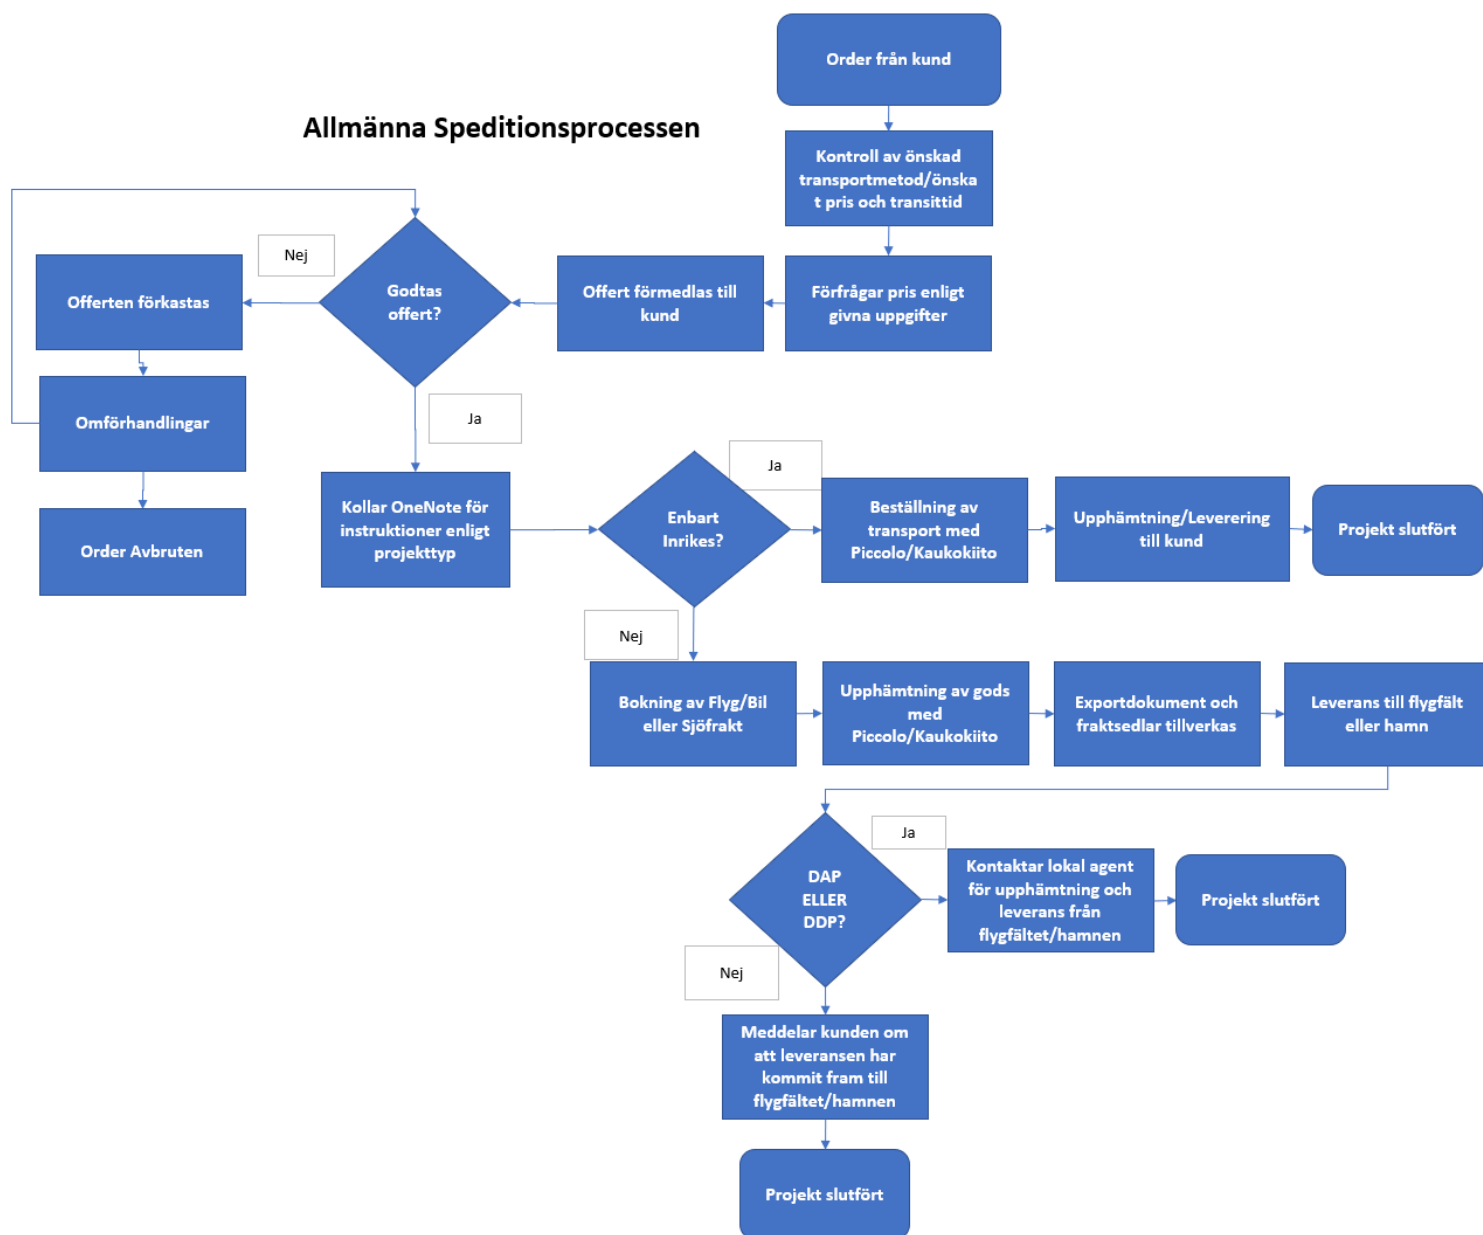 Order från kund
Allmänna Speditionsprocessen
Kontroll av önskad
transportmetod/önska
t pris och transittid
Nej
Offerten förkastas
Godtas
offert?
Offert förmedlas till
kund
Förfrågar pris enligt
givna uppgifter
Omförhandlingar
Ja
Order Avbruten
Kollar OneNote för
instruktioner enligt
projekttyp
Enbart
Inrikes?
Ja
Beställning av
transport med
Piccolo/Kaukokiito
Upphämtning/Leverering
till kund
Projekt slutfört
Nej
Bokning av Flyg/Bil
eller Sjöfrakt
Upphämtning av gods
med
Piccolo/Kaukokiito
Exportdokument och
fraktsedlar tillverkas
Leverans till flygfält
eller hamn
DAP
ELLER
DDP?
Ja
Kontaktar lokal agent
för upphämtning och
leverans från
flygfältet/hamnen
Projekt slutfört
Nej
Meddelar kunden om
att leveransen har
kommit fram till
flygfältet/hamnen
Projekt slutfört